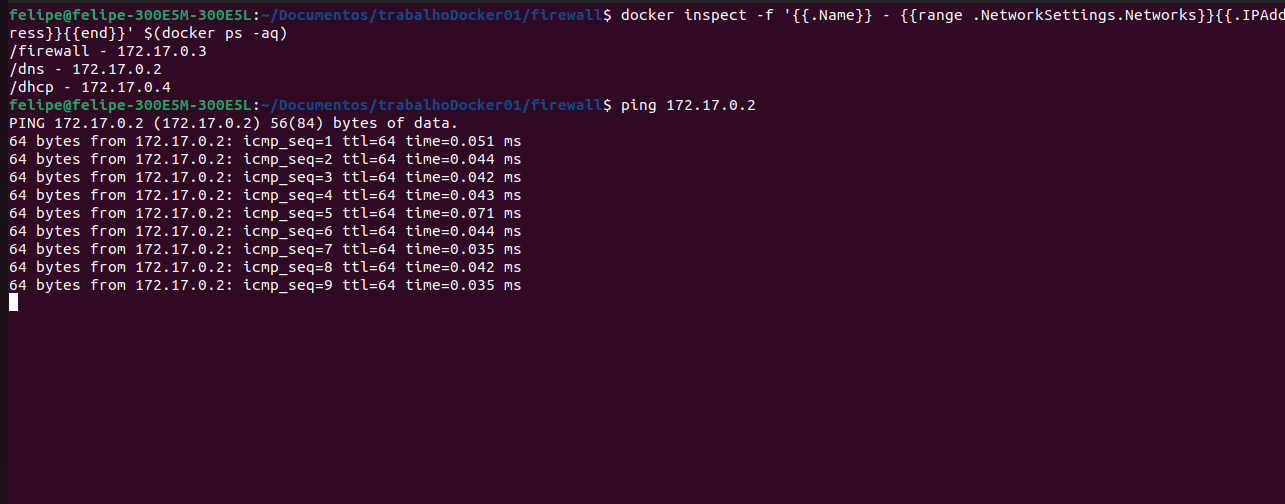 felipe@felipe-300E5M-300E5L:~/Documentos/trabalhoDocker01/firewall$ docker inspect -f '{{.Name}} - {{range .NetworkSettings.Networks}}{{.IPAdd
ress}}{{end}}' $(docker ps -aq)
/firewall - 172.17.0.3
/dns - 172.17.0.2
/dhcp - 172.17.0.4
felipe@felipe-300E5M-300E5L:~/Documentos/trabalhoDocker01/firewall$ ping 172.17.0.2
PING 172.17.0.2 (172.17.0.2) 56(84) bytes of data.
64 bytes from 172.17.0.2: icmp_seq=1 ttl=64 time=0.051 ms
64 bytes from 172.17.0.2: icmp_seq=2 ttl=64 time=0.044 ms
64 bytes from 172.17.0.2: icmp_seq=3 ttl=64 time=0.042 ms
64 bytes from 172.17.0.2: icmp_seq=4 ttl=64 time=0.043 ms
64 bytes from 172.17.0.2: icmp_seq=5 ttl=64 time=0.071 ms
64 bytes from 172.17.0.2: icmp_seq=6 ttl=64 time=0.044 ms
64 bytes from 172.17.0.2: icmp_seq=7 ttl=64 time=0.035 ms
64 bytes from 172.17.0.2: icmp_seq=8 ttl=64 time=0.042 ms
64 bytes from 172.17.0.2: icmp_seq=9 ttl=64 time=0.035 ms